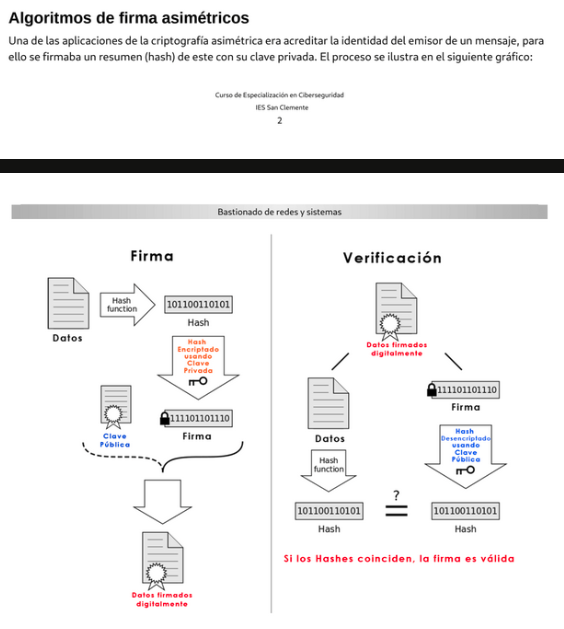 Algoritmos de firma asimétricos
Una de las aplicaciones de la criptografía asimétrica era acreditar la identidad del emisor de un mensaje, para
ello se firmaba un resumen (hash) de este con su clave privada. El proceso se ilustra en el siguiente gráfico:
Curso de Especialización en Ciberseguridad
IES San Clemente
2
Bastionado de redes y sistemas
Firma
Datos
Hash
function
101100110101
Hash
Hash
Encriptado
usando
Clave
Privada
Clave
Pública
111101101110
Firma
Datos firmados
digitalmente
Verificación
Datos firmados
digitalmente
Datos
Hash
function
101100110101
Hash
?
111101101110
Firma
Hash
Desencriptado
usando
Clave
Pública
101100110101
Hash
Si los Hashes coinciden, la firma es válida